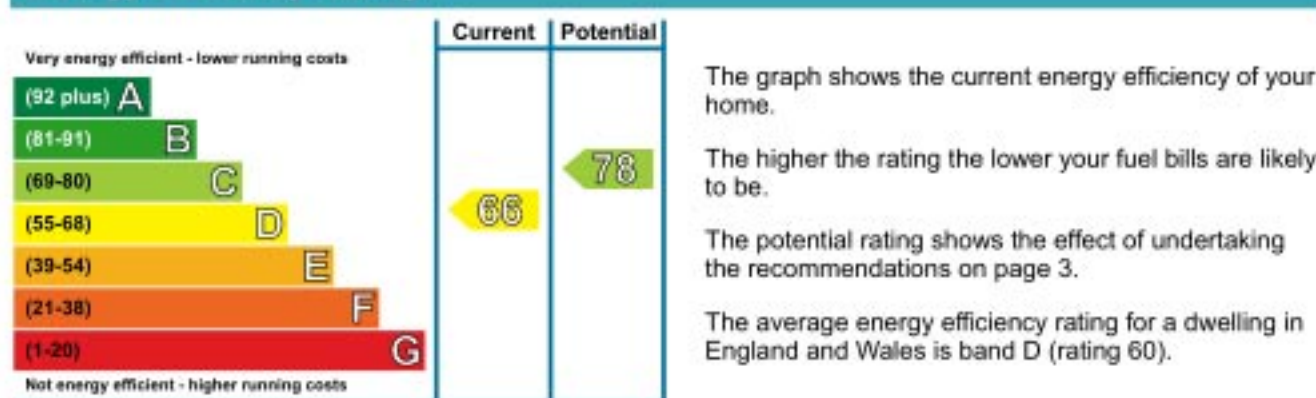 Current Potential
Very energy efficient - lower running costs
(92 plus) A
(81-91) B
(69-80) C
(55-68) D
(39-54) E
(21-38) F
(1-20) G
Not energy efficient - higher running costs
66
78
The graph shows the current energy efficiency of your
home.
The higher the rating the lower your fuel bills are likely
to be.
The potential rating shows the effect of undertaking
the recommendations on page 3.
The average energy efficiency rating for a dwelling in
England and Wales is band D (rating 60).